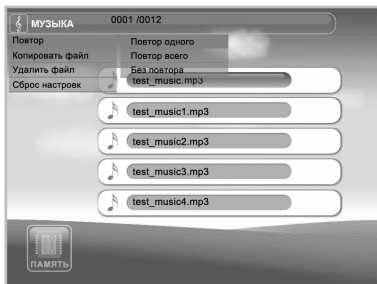 МУЗЫКА 0001 /0012
Повтор
Копировать файл
Удалить файл
Сброс настроек
Повтор одного
Повтор всего
Без повтора
test_music.mp3
test_music1.mp3
test_music2.mp3
test_music3.mp3
test_music4.mp3
ПАМЯТЬ